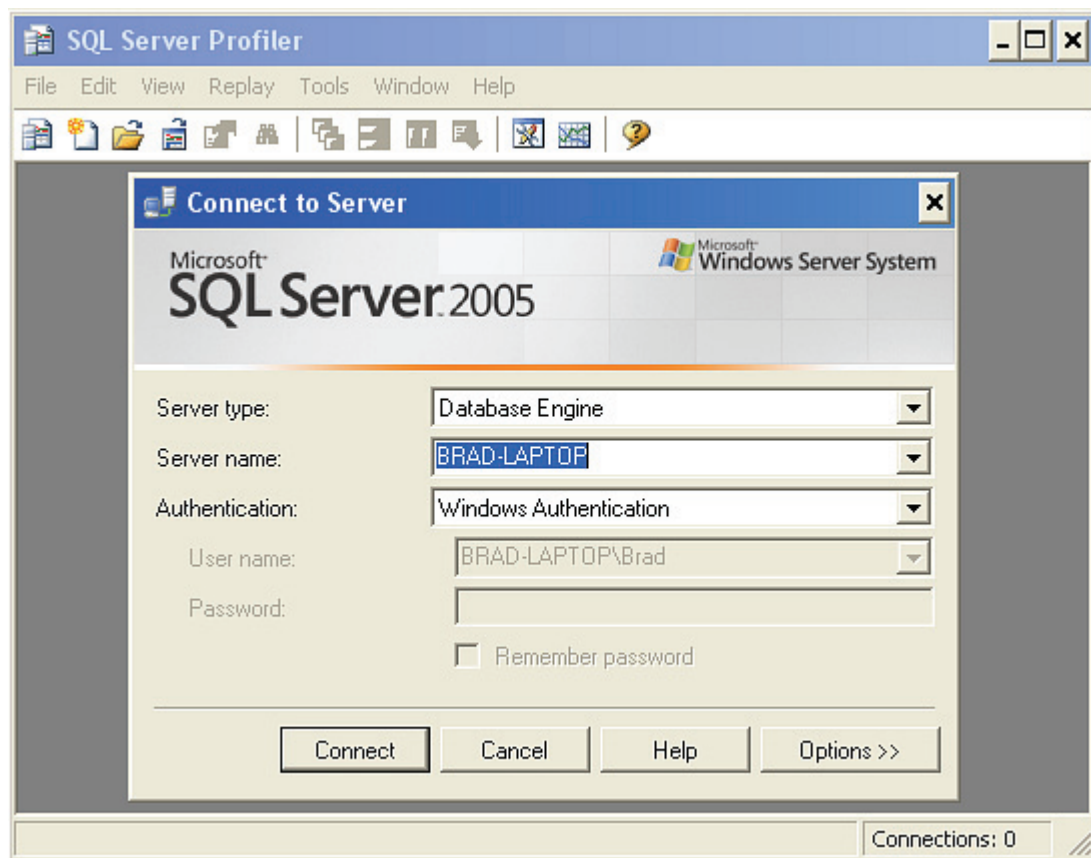 SQL Server Profiler
File Edit View Replay Tools Window Help
Connect to Server
Microsoft
SQL Server 2005
Microsoft
Windows Server System
Server type: Database Engine
Server name: BRAD-LAPTOP
Authentication: Windows Authentication
User name: BRAD-LAPTOP\Brad
Password:
Remember password
Connect Cancel Help Options >>
Connections: 0